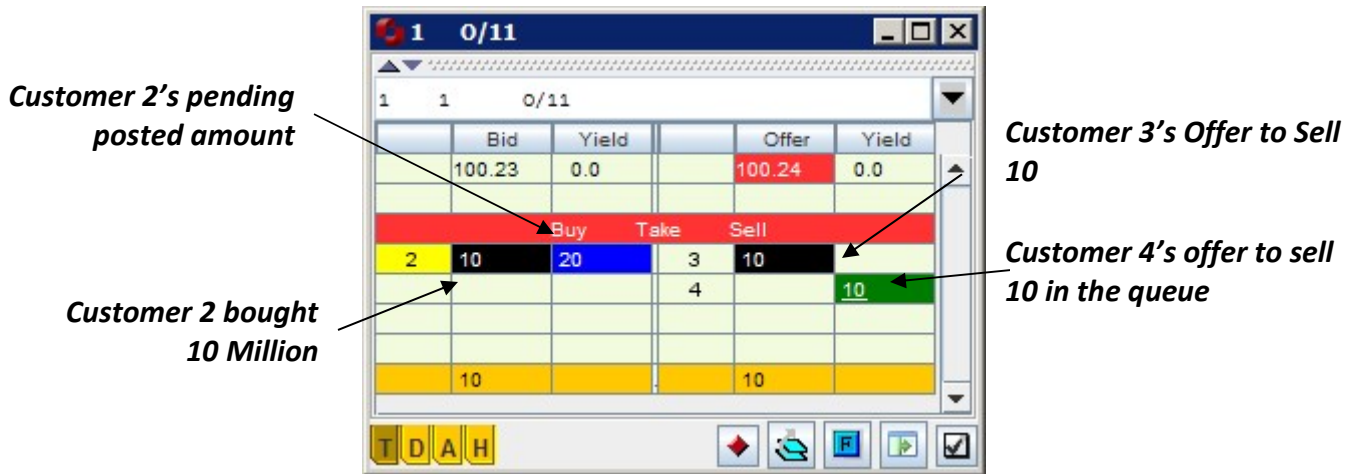 1 0/11
Customer 2's pending
posted amount
1 1 0/11
Bid Yield Offer Yield
100.23 0.0 100.24 0.0
Customer 3's Offer to Sell
10
Buy Take Sell
2 10 20 3 10
4 10
Customer 4's offer to sell
10 in the queue
Customer 2 bought
10 Million
10 10
T D A H F